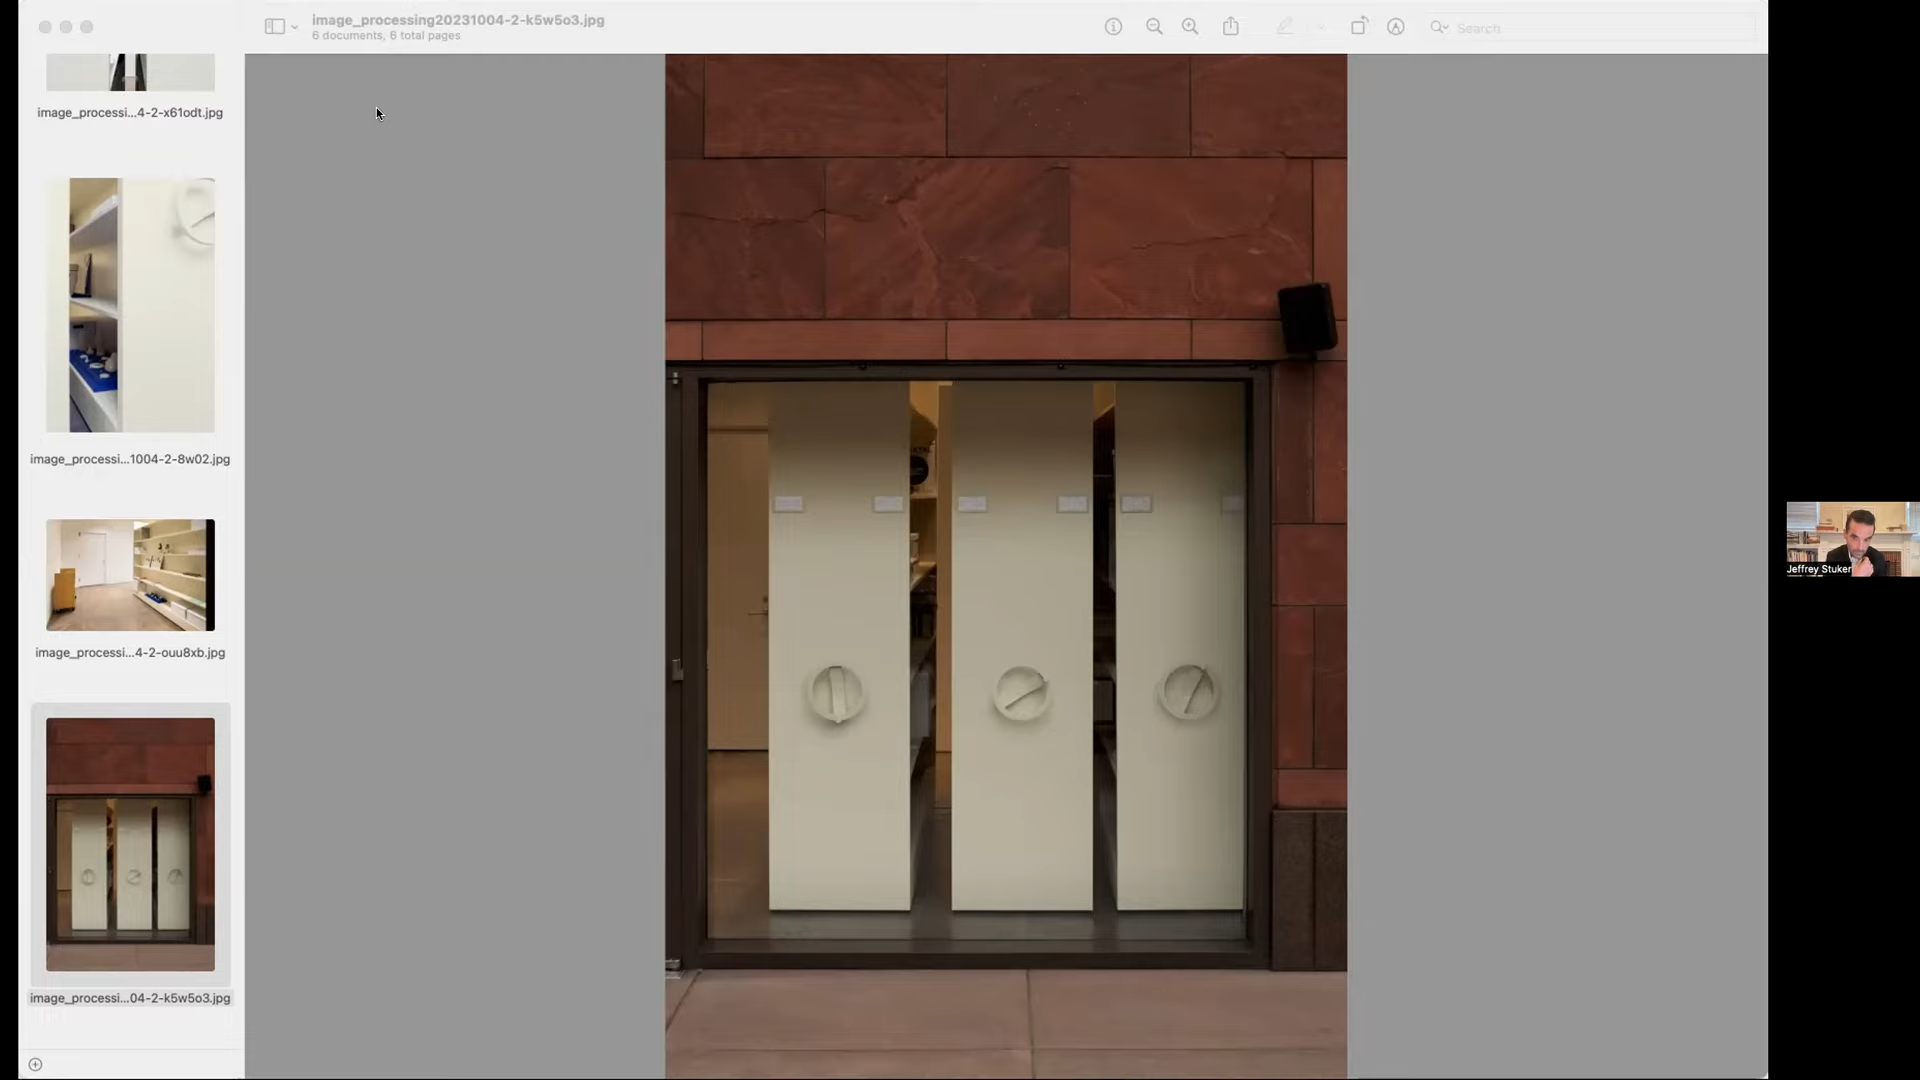 image_processing20231004-2-k5w5o3.jpg
6 documents, 6 total pages
Search
image_processi...4-2-x61odt.jpg
image_processi...1004-2-8w02.jpg
image_processi...4-2-ouu8xb.jpg
image_processi...04-2-k5w5o3.jpg
Jeffrey Stuker